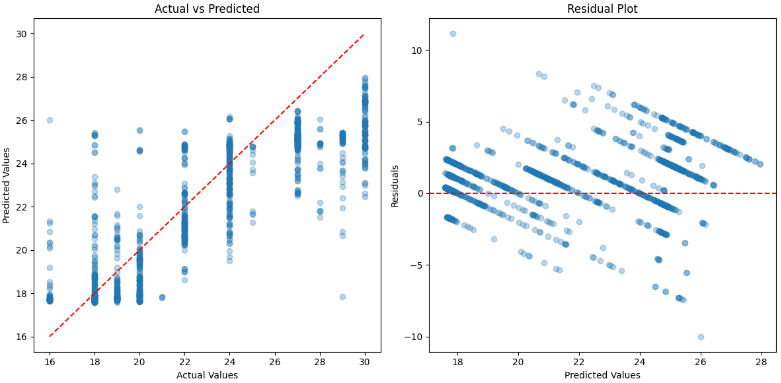 Actual vs Predicted
30
28
26
24
22
20
18
16
Predicted Values
16 18 20 22 24 26 28 30
Actual Values
Residual Plot
10
5
0
−5
−10
Residuals
18 20 22 24 26 28
Predicted Values